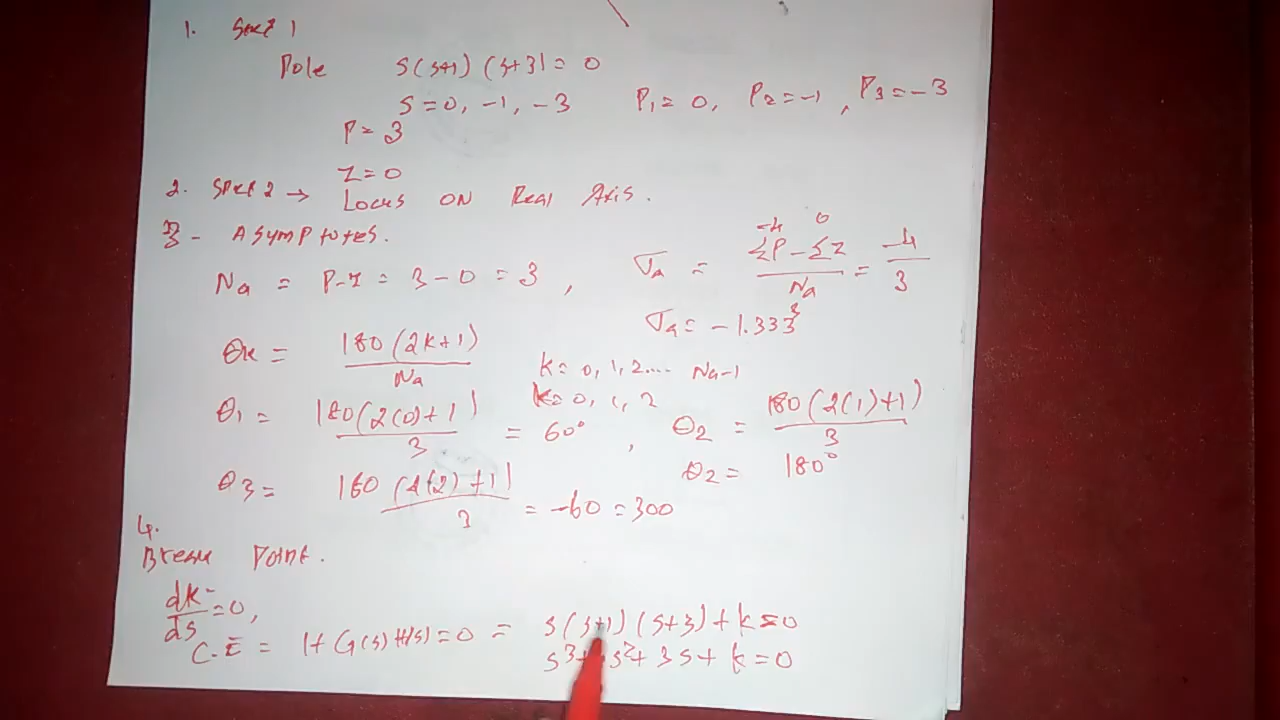 1. Step 1
Pole s(s+1) (s+3) = 0
s = 0, -1, -3 P1 = 0, P2 = -1, P3 = -3
P = 3
Z = 0
2. Step 2 → Locus ON Real Axis.
3 - Asymptotes.
Na = P-Z = 3 - 0 = 3 , σa = (ΣP - Σz)/Na = -4/3
-4 0
σa = -1.333
θk = 180(2k+1)/Na k = 0, 1, 2.... Na-1
k = 0, 1, 2
θ1 = 180(2(0)+1)/3 = 60° , θ2 = 180(2(1)+1)/3
θ2 = 180°
θ3 = 180(2(2)+1)/3 = -60 = 300
4.
Break Point.
dk/ds = 0,
C.E = 1+G(s)H(s) = 0 = s(s+1)(s+3)+k=0
s³+ s²+3s+k=0